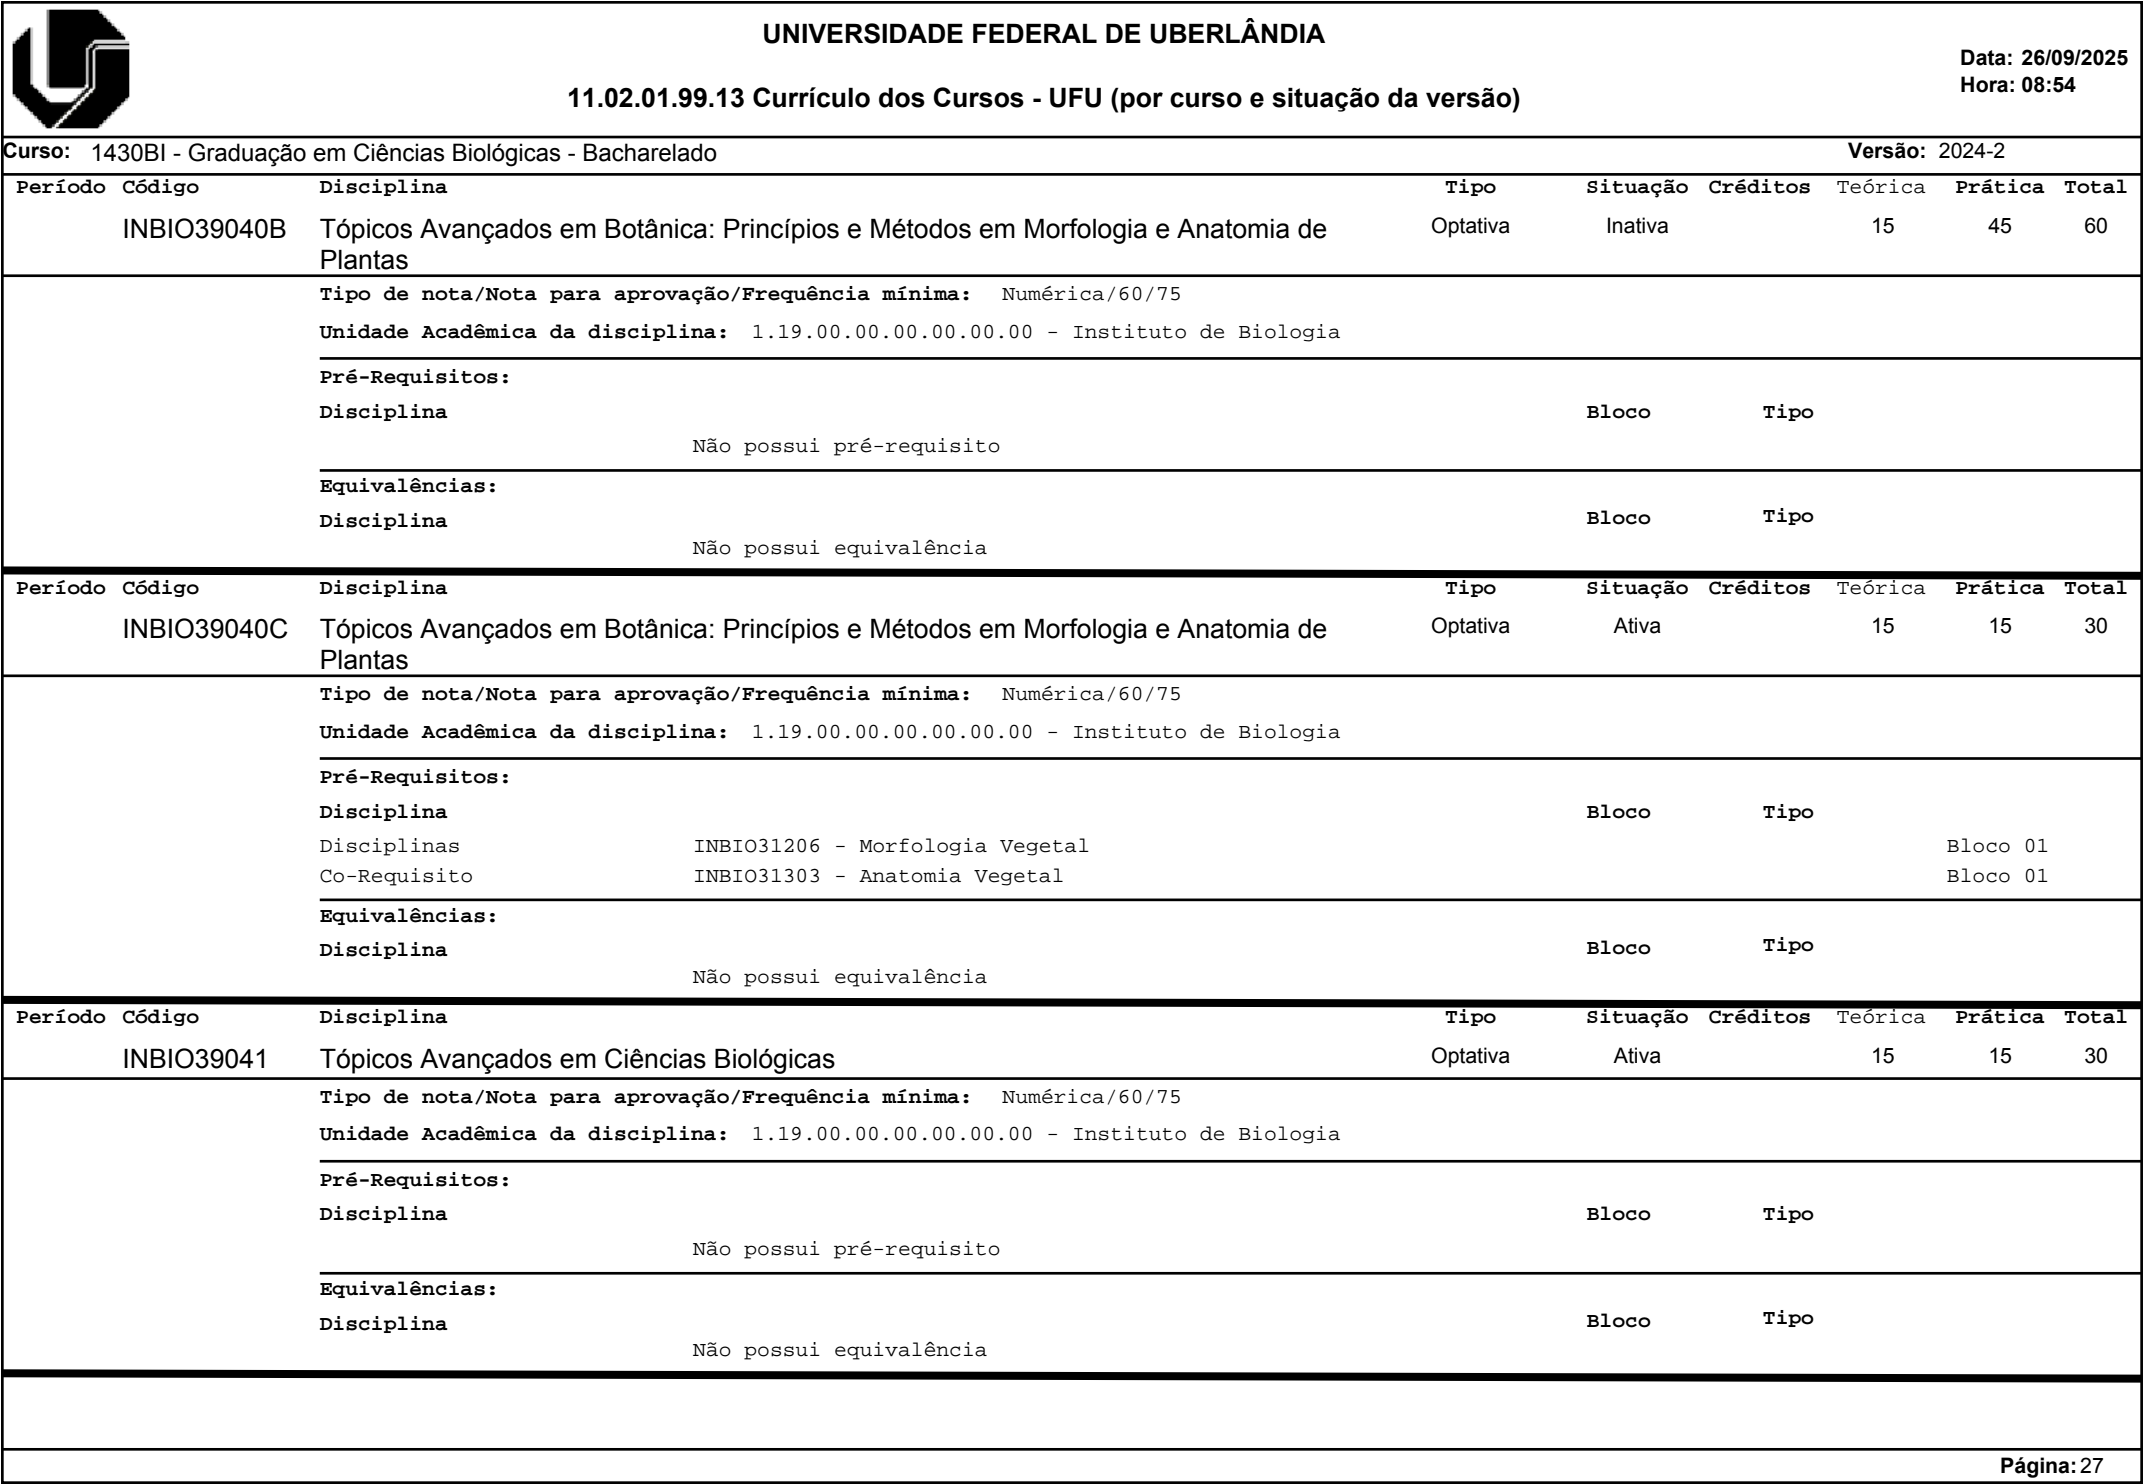 UNIVERSIDADE FEDERAL DE UBERLÂNDIA
Data: 26/09/2025
Hora: 08:54
11.02.01.99.13 Currículo dos Cursos - UFU (por curso e situação da versão)
Curso: 1430BI - Graduação em Ciências Biológicas - Bacharelado Versão: 2024-2
Período Código Disciplina Tipo Situação Créditos Teórica Prática Total
INBIO39040B Tópicos Avançados em Botânica: Princípios e Métodos em Morfologia e Anatomia de Optativa Inativa 15 45 60
Plantas
Tipo de nota/Nota para aprovação/Frequência mínima: Numérica/60/75
Unidade Acadêmica da disciplina: 1.19.00.00.00.00.00.00 - Instituto de Biologia
Pré-Requisitos:
Disciplina Bloco Tipo
Não possui pré-requisito
Equivalências:
Disciplina Bloco Tipo
Não possui equivalência
Período Código Disciplina Tipo Situação Créditos Teórica Prática Total
INBIO39040C Tópicos Avançados em Botânica: Princípios e Métodos em Morfologia e Anatomia de Optativa Ativa 15 15 30
Plantas
Tipo de nota/Nota para aprovação/Frequência mínima: Numérica/60/75
Unidade Acadêmica da disciplina: 1.19.00.00.00.00.00.00 - Instituto de Biologia
Pré-Requisitos:
Disciplina Bloco Tipo
Disciplinas INBIO31206 - Morfologia Vegetal Bloco 01
Co-Requisito INBIO31303 - Anatomia Vegetal Bloco 01
Equivalências:
Disciplina Bloco Tipo
Não possui equivalência
Período Código Disciplina Tipo Situação Créditos Teórica Prática Total
INBIO39041 Tópicos Avançados em Ciências Biológicas Optativa Ativa 15 15 30
Tipo de nota/Nota para aprovação/Frequência mínima: Numérica/60/75
Unidade Acadêmica da disciplina: 1.19.00.00.00.00.00.00 - Instituto de Biologia
Pré-Requisitos:
Disciplina Bloco Tipo
Não possui pré-requisito
Equivalências:
Disciplina Bloco Tipo
Não possui equivalência
Página: 27